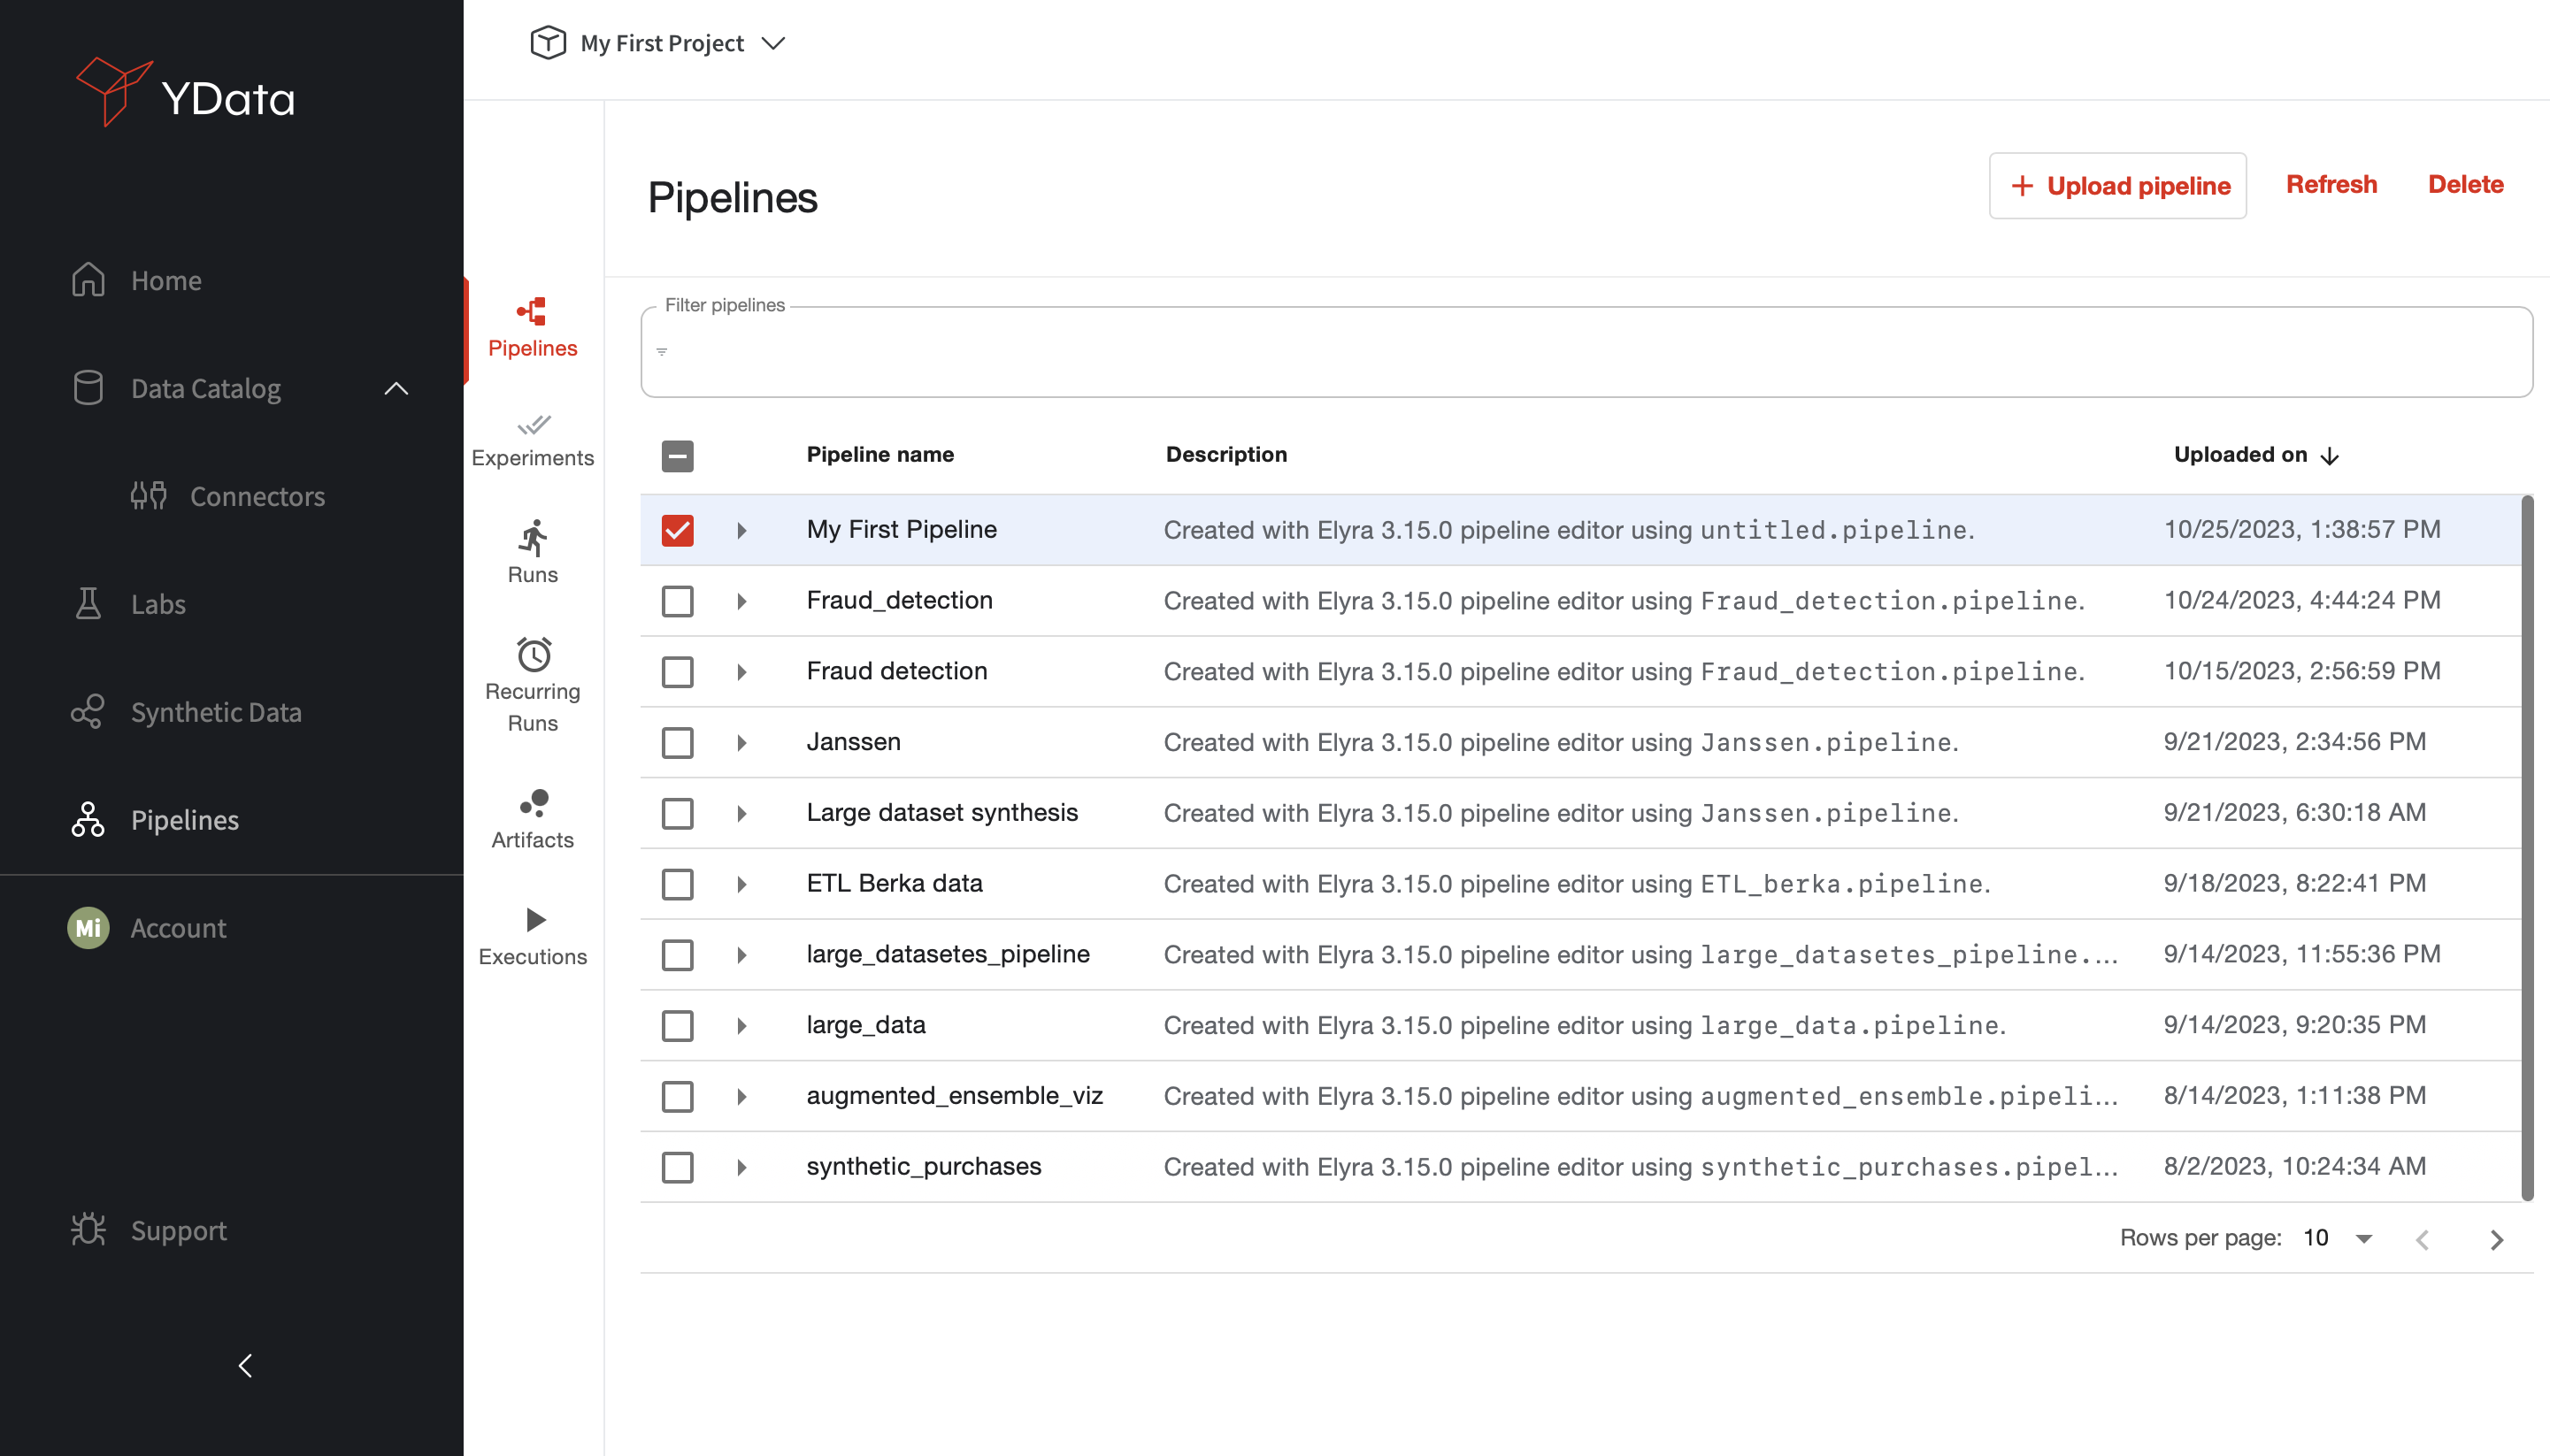 YData
Home
Data Catalog
Connectors
Labs
Synthetic Data
Pipelines
Mi Account
Support
My First Project
Pipelines
Experiments
Runs
Recurring
Runs
Artifacts
Executions
Pipelines
+ Upload pipeline Refresh Delete
Filter pipelines
Pipeline name Description Uploaded on ↓
My First Pipeline Created with Elyra 3.15.0 pipeline editor using untitled.pipeline. 10/25/2023, 1:38:57 PM
Fraud_detection Created with Elyra 3.15.0 pipeline editor using Fraud_detection.pipeline. 10/24/2023, 4:44:24 PM
Fraud detection Created with Elyra 3.15.0 pipeline editor using Fraud_detection.pipeline. 10/15/2023, 2:56:59 PM
Janssen Created with Elyra 3.15.0 pipeline editor using Janssen.pipeline. 9/21/2023, 2:34:56 PM
Large dataset synthesis Created with Elyra 3.15.0 pipeline editor using Janssen.pipeline. 9/21/2023, 6:30:18 AM
ETL Berka data Created with Elyra 3.15.0 pipeline editor using ETL_berka.pipeline. 9/18/2023, 8:22:41 PM
large_datasetes_pipeline Created with Elyra 3.15.0 pipeline editor using large_datasetes_pipeline.... 9/14/2023, 11:55:36 PM
large_data Created with Elyra 3.15.0 pipeline editor using large_data.pipeline. 9/14/2023, 9:20:35 PM
augmented_ensemble_viz Created with Elyra 3.15.0 pipeline editor using augmented_ensemble.pipeli... 8/14/2023, 1:11:38 PM
synthetic_purchases Created with Elyra 3.15.0 pipeline editor using synthetic_purchases.pipel... 8/2/2023, 10:24:34 AM
Rows per page: 10